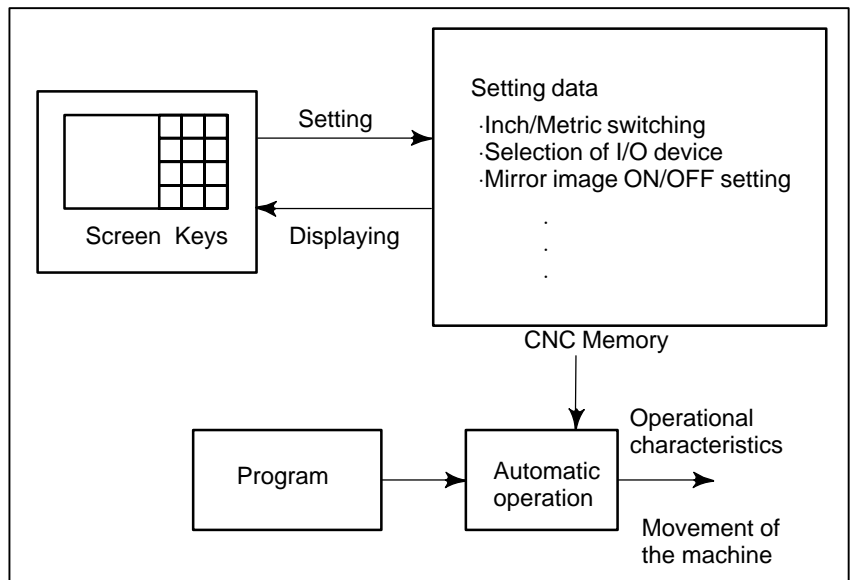 Setting data
·Inch/Metric switching
·Selection of I/O device
·Mirror image ON/OFF setting
.
.
.
Setting
Screen Keys
Displaying
CNC Memory
Program
Automatic
operation
Operational
characteristics
Movement of
the machine